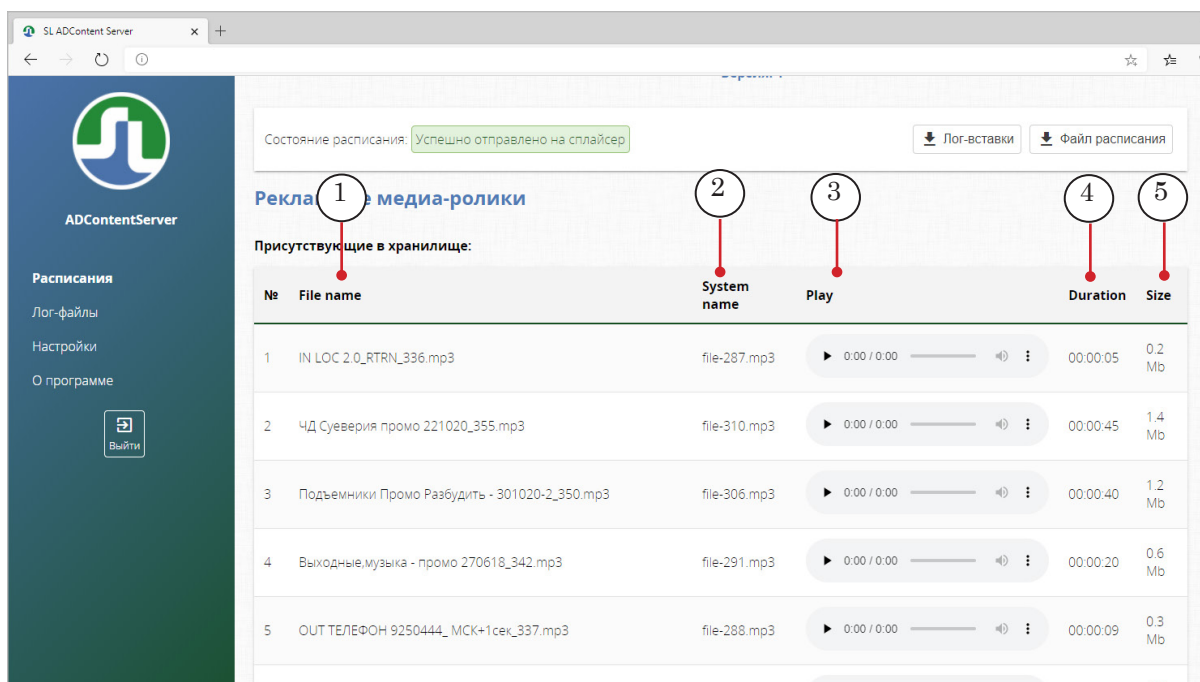 SL ADContent Server
Состояние расписания: Успешно отправлено на сплайсер
Лог-вставки
Файл расписания
1
2
3
4
5
медиа-ролики
ADContentServer
Присутствующие в хранилище:
Расписания
Лог-файлы
Настройки
О программе
Выйти
№ File name System name Play Duration Size
1 IN LOC 2.0_RTRN_336.mp3 file-287.mp3 0:00 / 0:00 00:00:05 0.2 Mb
2 ЧД Суеверия промо 221020_355.mp3 file-310.mp3 0:00 / 0:00 00:00:45 1.4 Mb
3 Подъемники Промо Разбудить - 301020-2_350.mp3 file-306.mp3 0:00 / 0:00 00:00:40 1.2 Mb
4 Выходные,музыка - промо 270618_342.mp3 file-291.mp3 0:00 / 0:00 00:00:20 0.6 Mb
5 OUT ТЕЛЕФОН 9250444_ МСК+1сек_337.mp3 file-288.mp3 0:00 / 0:00 00:00:09 0.3 Mb